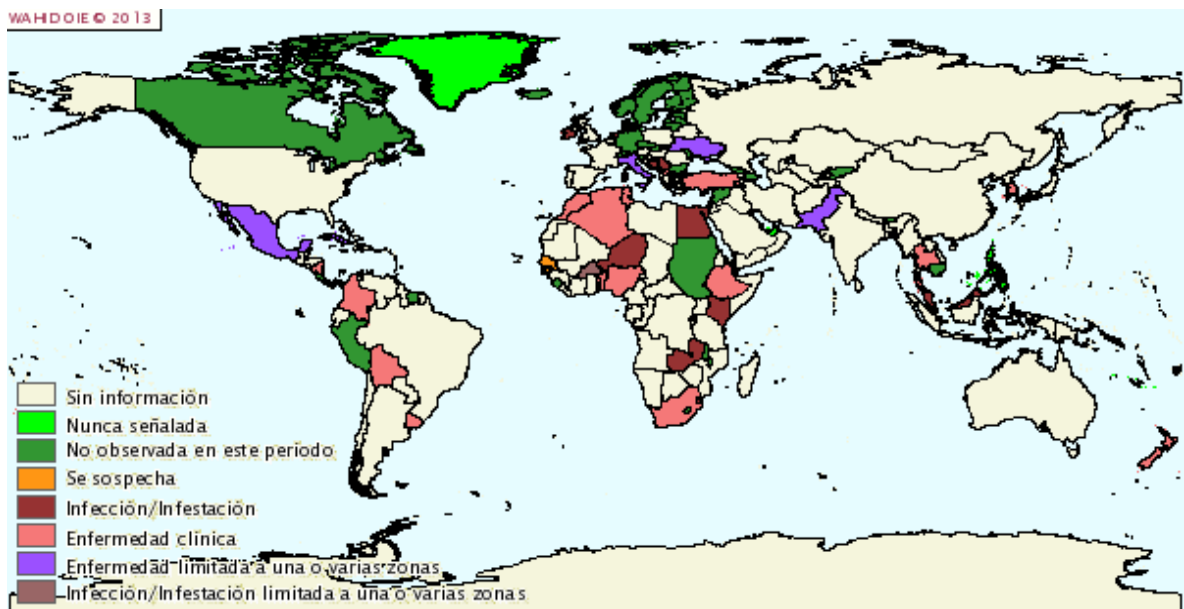 WAHIDOIE © 2013
Sin información
Nunca señalada
No observada en este período
Se sospecha
Infección/Infestación
Enfermedad clínica
Enfermedad limitada a una o varias zonas
Infección/Infestación limitada a una o varias zonas